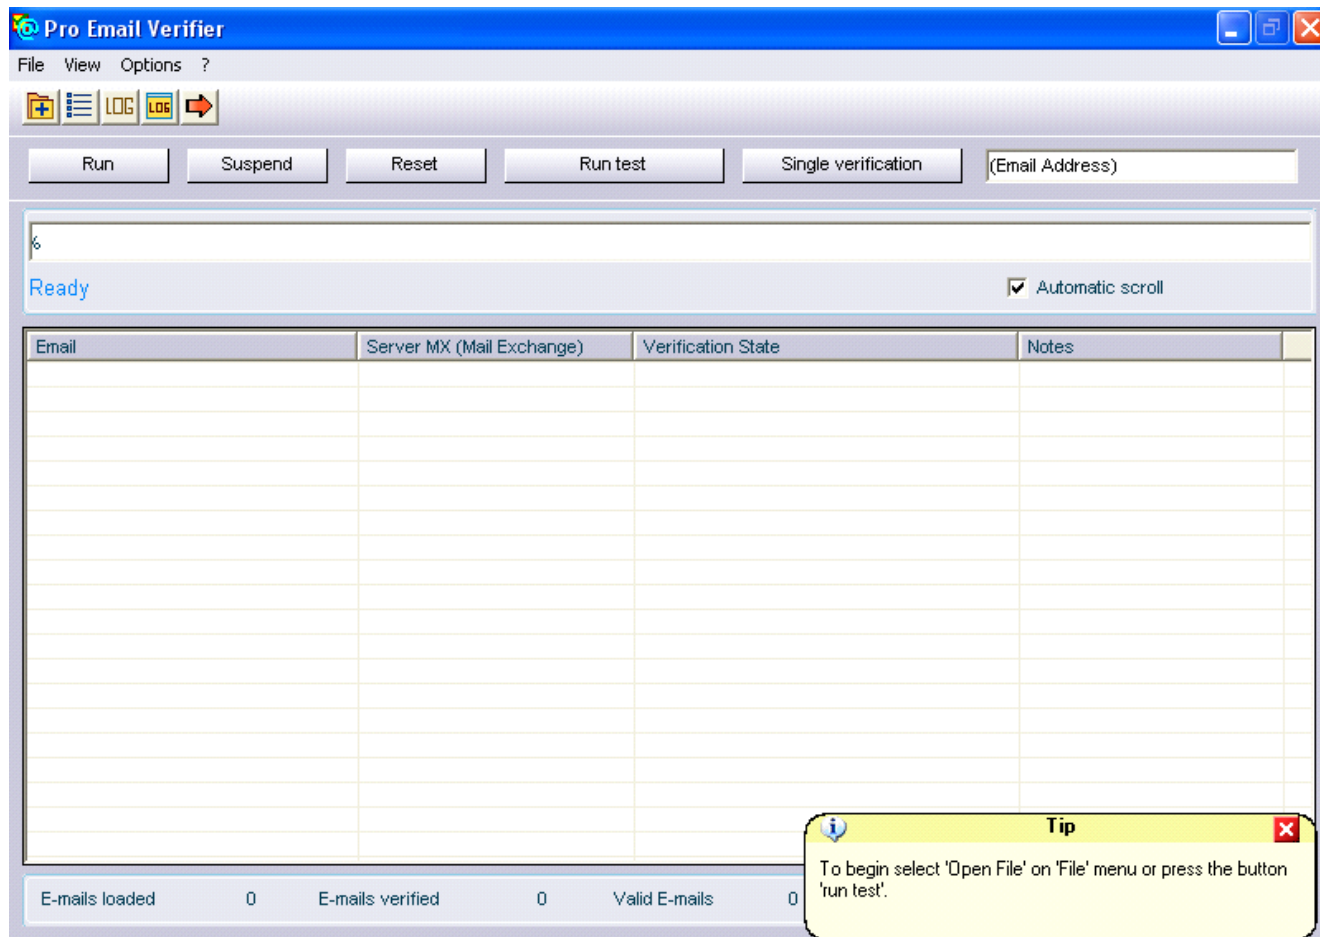 Pro Email Verifier
File View Options ?
LOG LOG
Run Suspend Reset Run test Single verification (Email Address)
%
Ready Automatic scroll
Email Server MX (Mail Exchange) Verification State Notes
Tip
To begin select 'Open File' on 'File' menu or press the button
'run test'.
E-mails loaded 0 E-mails verified 0 Valid E-mails 0